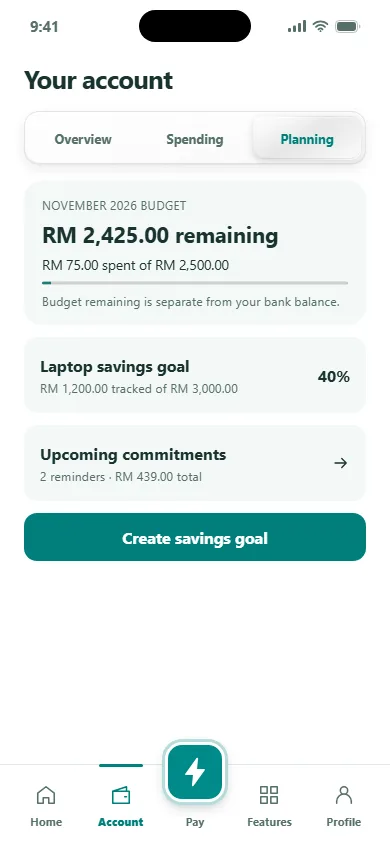 9:41
Your account
Overview
Spending
Planning
NOVEMBER 2026 BUDGET
RM 2,425.00 remaining
RM 75.00 spent of RM 2,500.00
Budget remaining is separate from your bank balance.
Laptop savings goal
RM 1,200.00 tracked of RM 3,000.00
40%
Upcoming commitments
2 reminders · RM 439.00 total
Create savings goal
Home
Account
Pay
Features
Profile